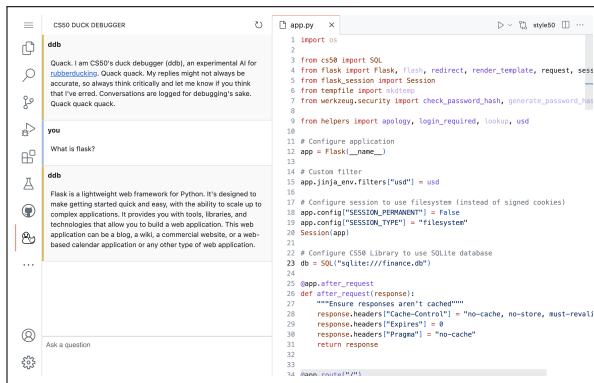 CS50 DUCK DEBUGGER
ddb
Quack. I am CS50's duck debugger (ddb), an experimental AI for
rubberducking. Quack quack. My replies might not always be
accurate, so always think critically and let me know if you think
that I've erred. Conversations are logged for debugging's sake.
Quack quack quack.
you
What is flask?
ddb
Flask is a lightweight web framework for Python. It's designed to
make getting started quick and easy, with the ability to scale up to
complex applications. It provides you with tools, libraries, and
technologies that allow you to build a web application. This web
application can be a blog, a wiki, a commercial website, or a web-
based calendar application or any other type of web application.
Ask a question
app.py
style50
1 import os
2
3 from cs50 import SQL
4 from flask import Flask, flash, redirect, render_template, request, sess
5 from flask_session import Session
6 from tempfile import mkdtemp
7 from werkzeug.security import check_password_hash, generate_password_has
8
9 from helpers import apology, login_required, lookup, usd
10
11 # Configure application
12 app = Flask(__name__)
13
14 # Custom filter
15 app.jinja_env.filters["usd"] = usd
16
17 # Configure session to use filesystem (instead of signed cookies)
18 app.config["SESSION_PERMANENT"] = False
19 app.config["SESSION_TYPE"] = "filesystem"
20 Session(app)
21
22 # Configure CS50 Library to use SQLite database
23 db = SQL("sqlite:///finance.db")
24
25 @app.after_request
26 def after_request(response):
27 """Ensure responses aren't cached"""
28 response.headers["Cache-Control"] = "no-cache, no-store, must-revali
29 response.headers["Expires"] = 0
30 response.headers["Pragma"] = "no-cache"
31 return response
32
33
34 @app.route("/")